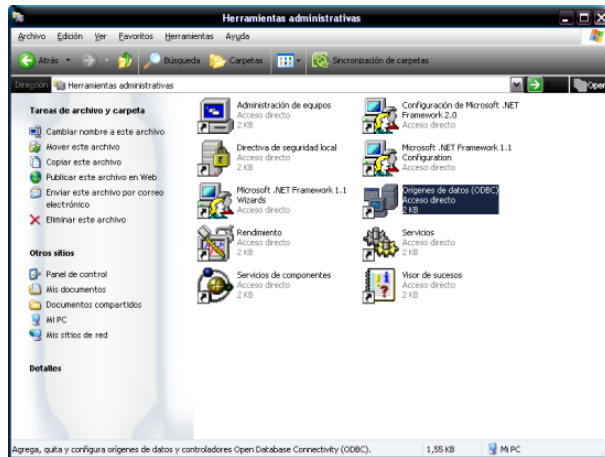 Herramientas administrativas
Archivo Edición Ver Favoritos Herramientas Ayuda
Atrás Búsqueda Carpetas Sincronización de carpetas
Dirección Herramientas administrativas
Tareas de archivo y carpeta
Cambiar nombre a este archivo
Mover este archivo
Copiar este archivo
Publicar este archivo en Web
Enviar este archivo por correo
electrónico
Eliminar este archivo
Otros sitios
Panel de control
Mis documentos
Documentos compartidos
Mi PC
Mis sitios de red
Detalles
Administración de equipos
Acceso directo
2 KB
Configuración de Microsoft .NET
Framework 2.0
Acceso directo
Directiva de seguridad local
Acceso directo
2 KB
Microsoft .NET Framework 1.1
Configuration
Acceso directo
Microsoft .NET Framework 1.1
Wizards
Acceso directo
Orígenes de datos (ODBC)
Acceso directo
2 KB
Rendimiento
Acceso directo
2 KB
Servicios
Acceso directo
2 KB
Servicios de componentes
Acceso directo
2 KB
Visor de sucesos
Acceso directo
2 KB
Agrega, quita y configura orígenes de datos y controladores Open Database Connectivity (ODBC). 1,55 KB Mi PC